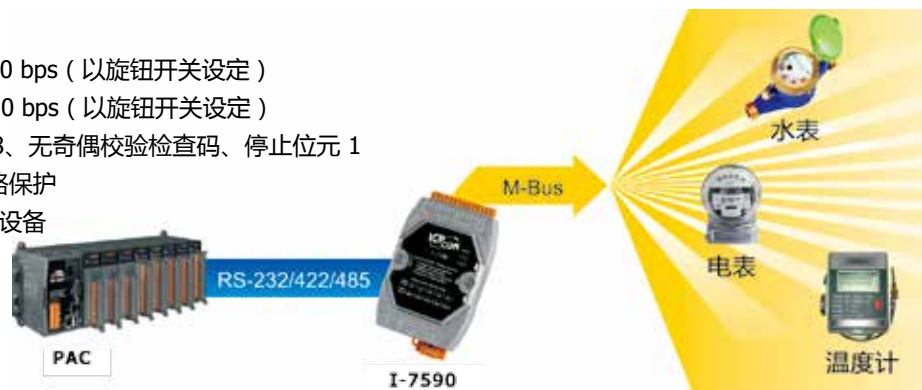 0 bps ( 以旋钮开关设定 )
0 bps ( 以旋钮开关设定 )
、无奇偶校验检查码、停止位元 1
保护
设备
水表
M-Bus
电表
RS-232/422/485
PAC
温度计
I-7590